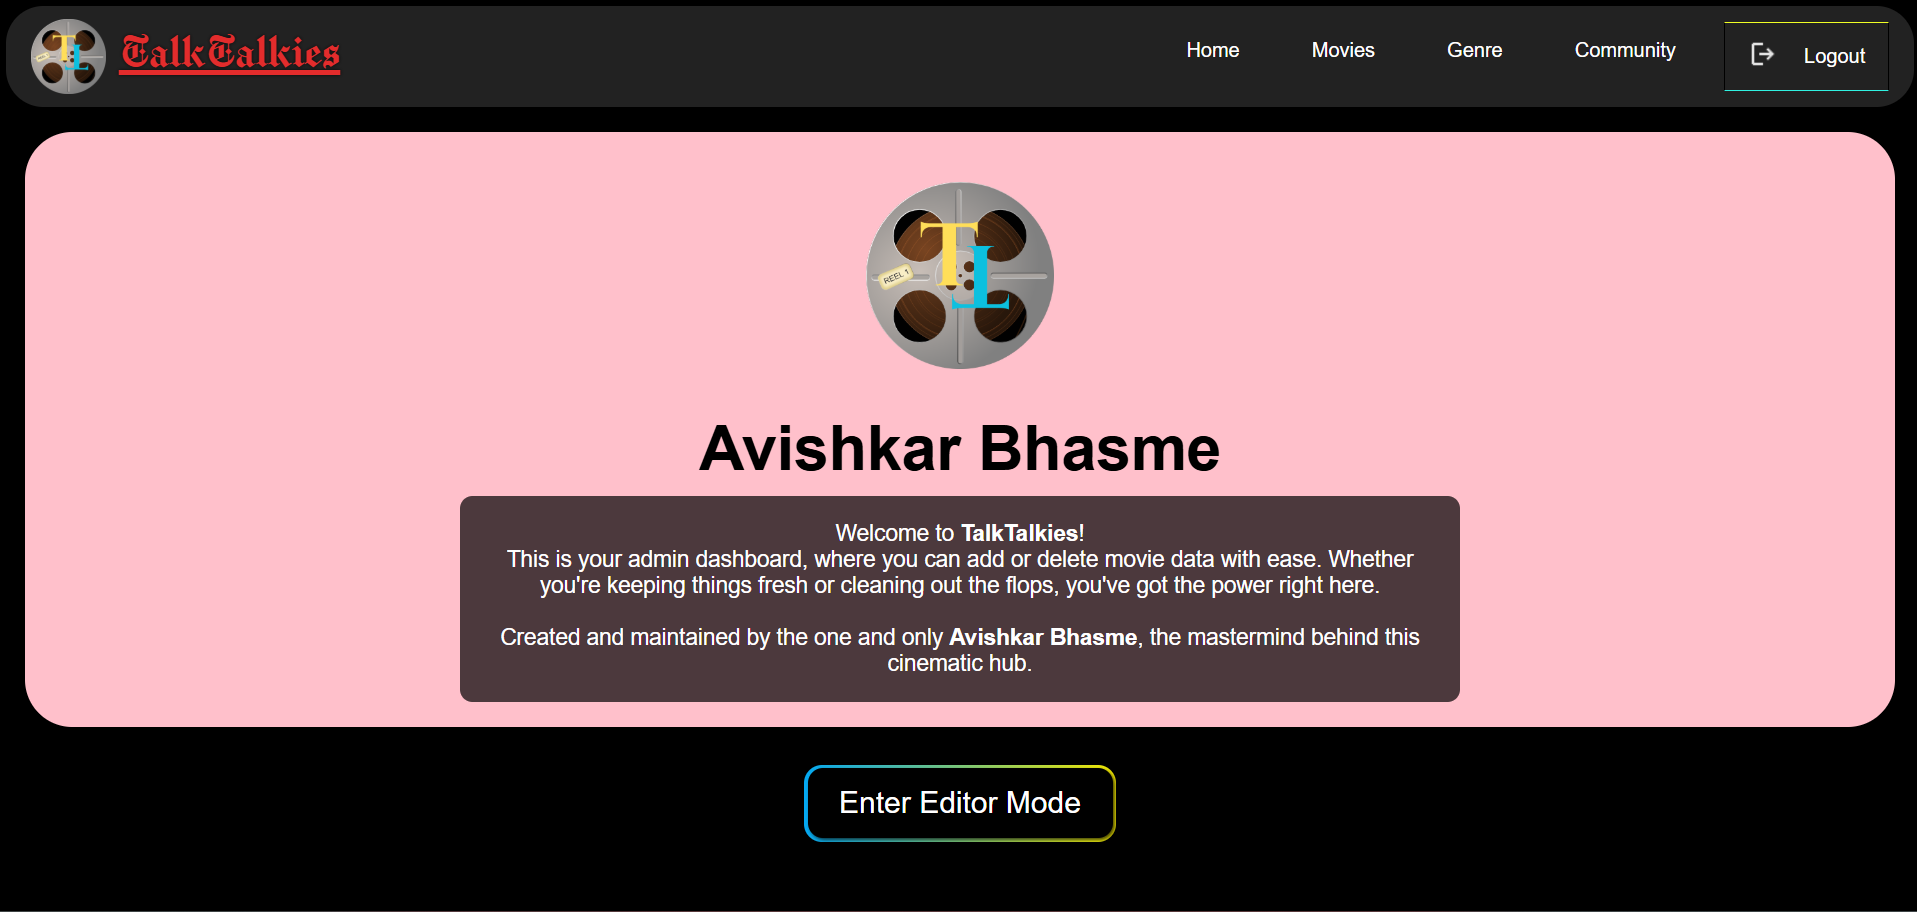 TalkTalkies
Home Movies Genre Community Logout
TL
REEL 1
Avishkar Bhasme
Welcome to TalkTalkies!
This is your admin dashboard, where you can add or delete movie data with ease. Whether
you're keeping things fresh or cleaning out the flops, you've got the power right here.
Created and maintained by the one and only Avishkar Bhasme, the mastermind behind this
cinematic hub.
Enter Editor Mode